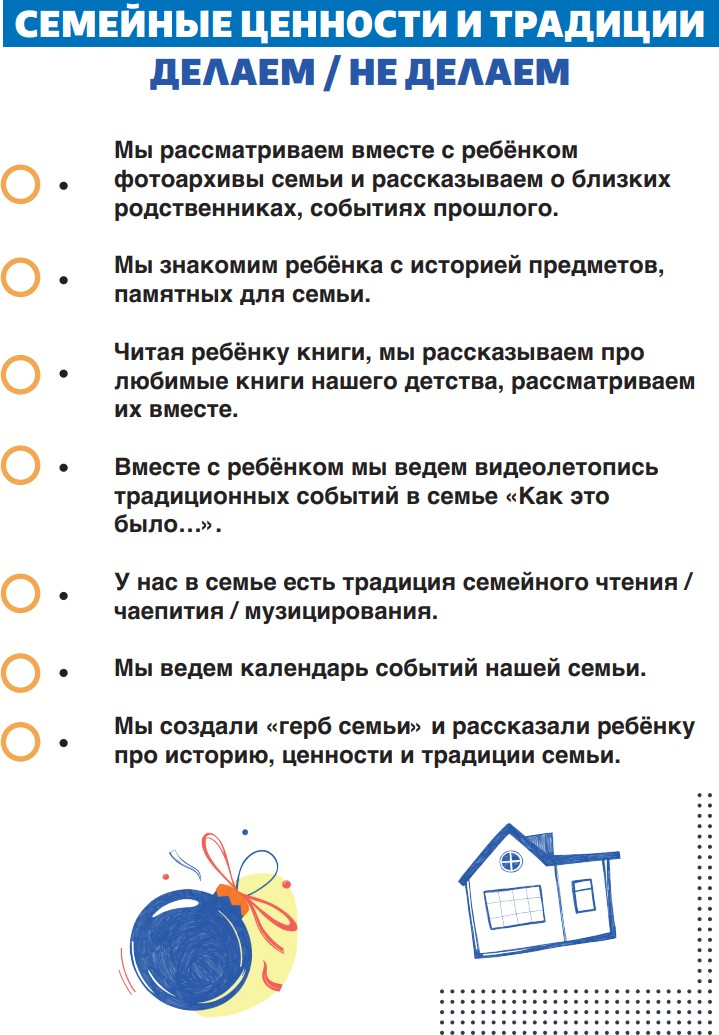 СЕМЕЙНЫЕ ЦЕННОСТИ И ТРАДИЦИИ
ДЕЛАЕМ / НЕ ДЕЛАЕМ
• Мы рассматриваем вместе с ребёнком
фотоархивы семьи и рассказываем о близких
родственниках, событиях прошлого.
• Мы знакомим ребёнка с историей предметов,
памятных для семьи.
• Читая ребёнку книги, мы рассказываем про
любимые книги нашего детства, рассматриваем
их вместе.
• Вместе с ребёнком мы ведем видеолетопись
традиционных событий в семье «Как это
было…».
• У нас в семье есть традиция семейного чтения /
чаепития / музицирования.
• Мы ведем календарь событий нашей семьи.
• Мы создали «герб семьи» и рассказали ребёнку
про историю, ценности и традиции семьи.